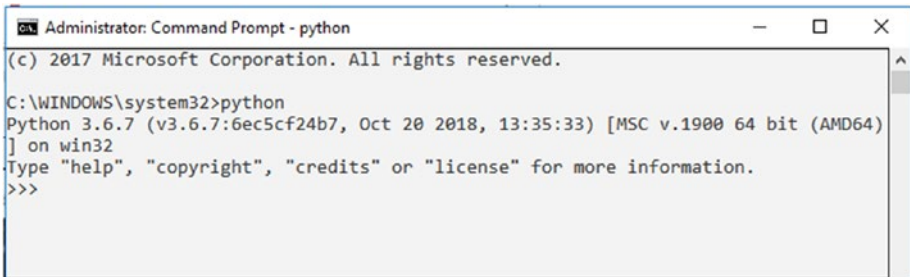 Administrator: Command Prompt - python
(c) 2017 Microsoft Corporation. All rights reserved.
C:\WINDOWS\system32>python
Python 3.6.7 (v3.6.7:6ec5cf24b7, Oct 20 2018, 13:35:33) [MSC v.1900 64 bit (AMD64)
] on win32
Type "help", "copyright", "credits" or "license" for more information.
>>>